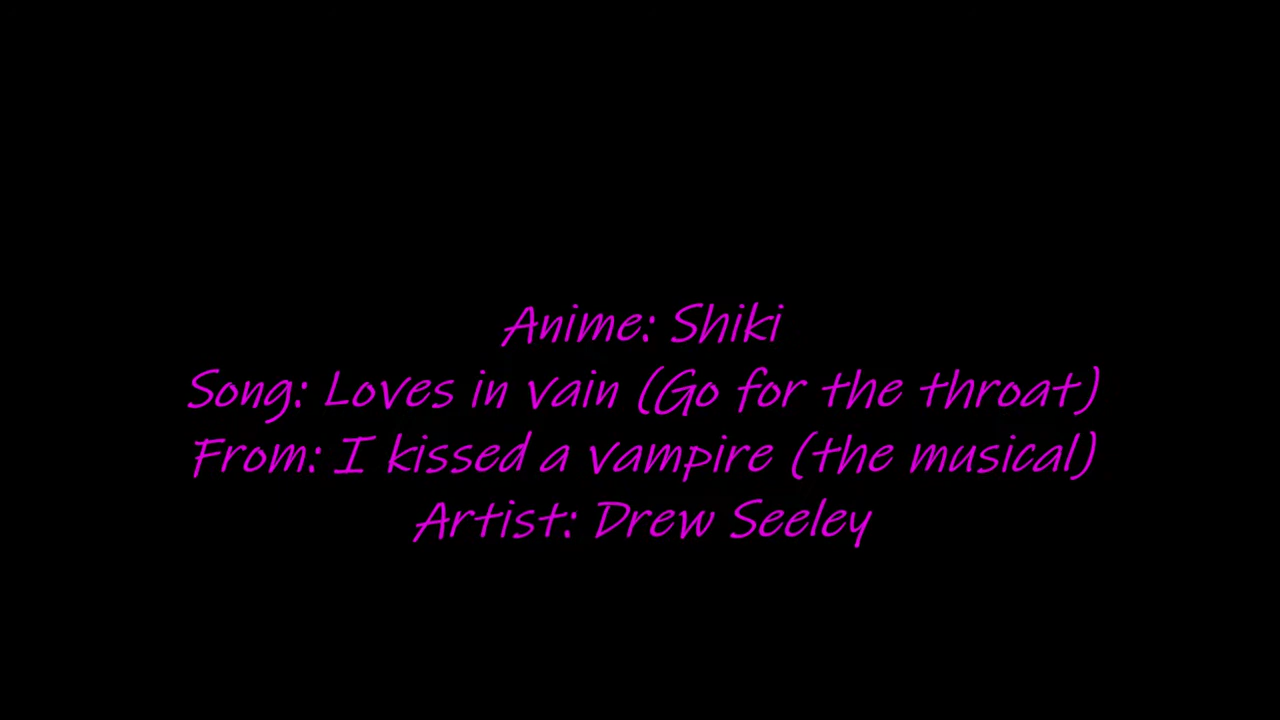 Anime: Shiki
Song: Loves in vain (Go for the throat)
From: I kissed a vampire (the musical)
Artist: Drew Seeley